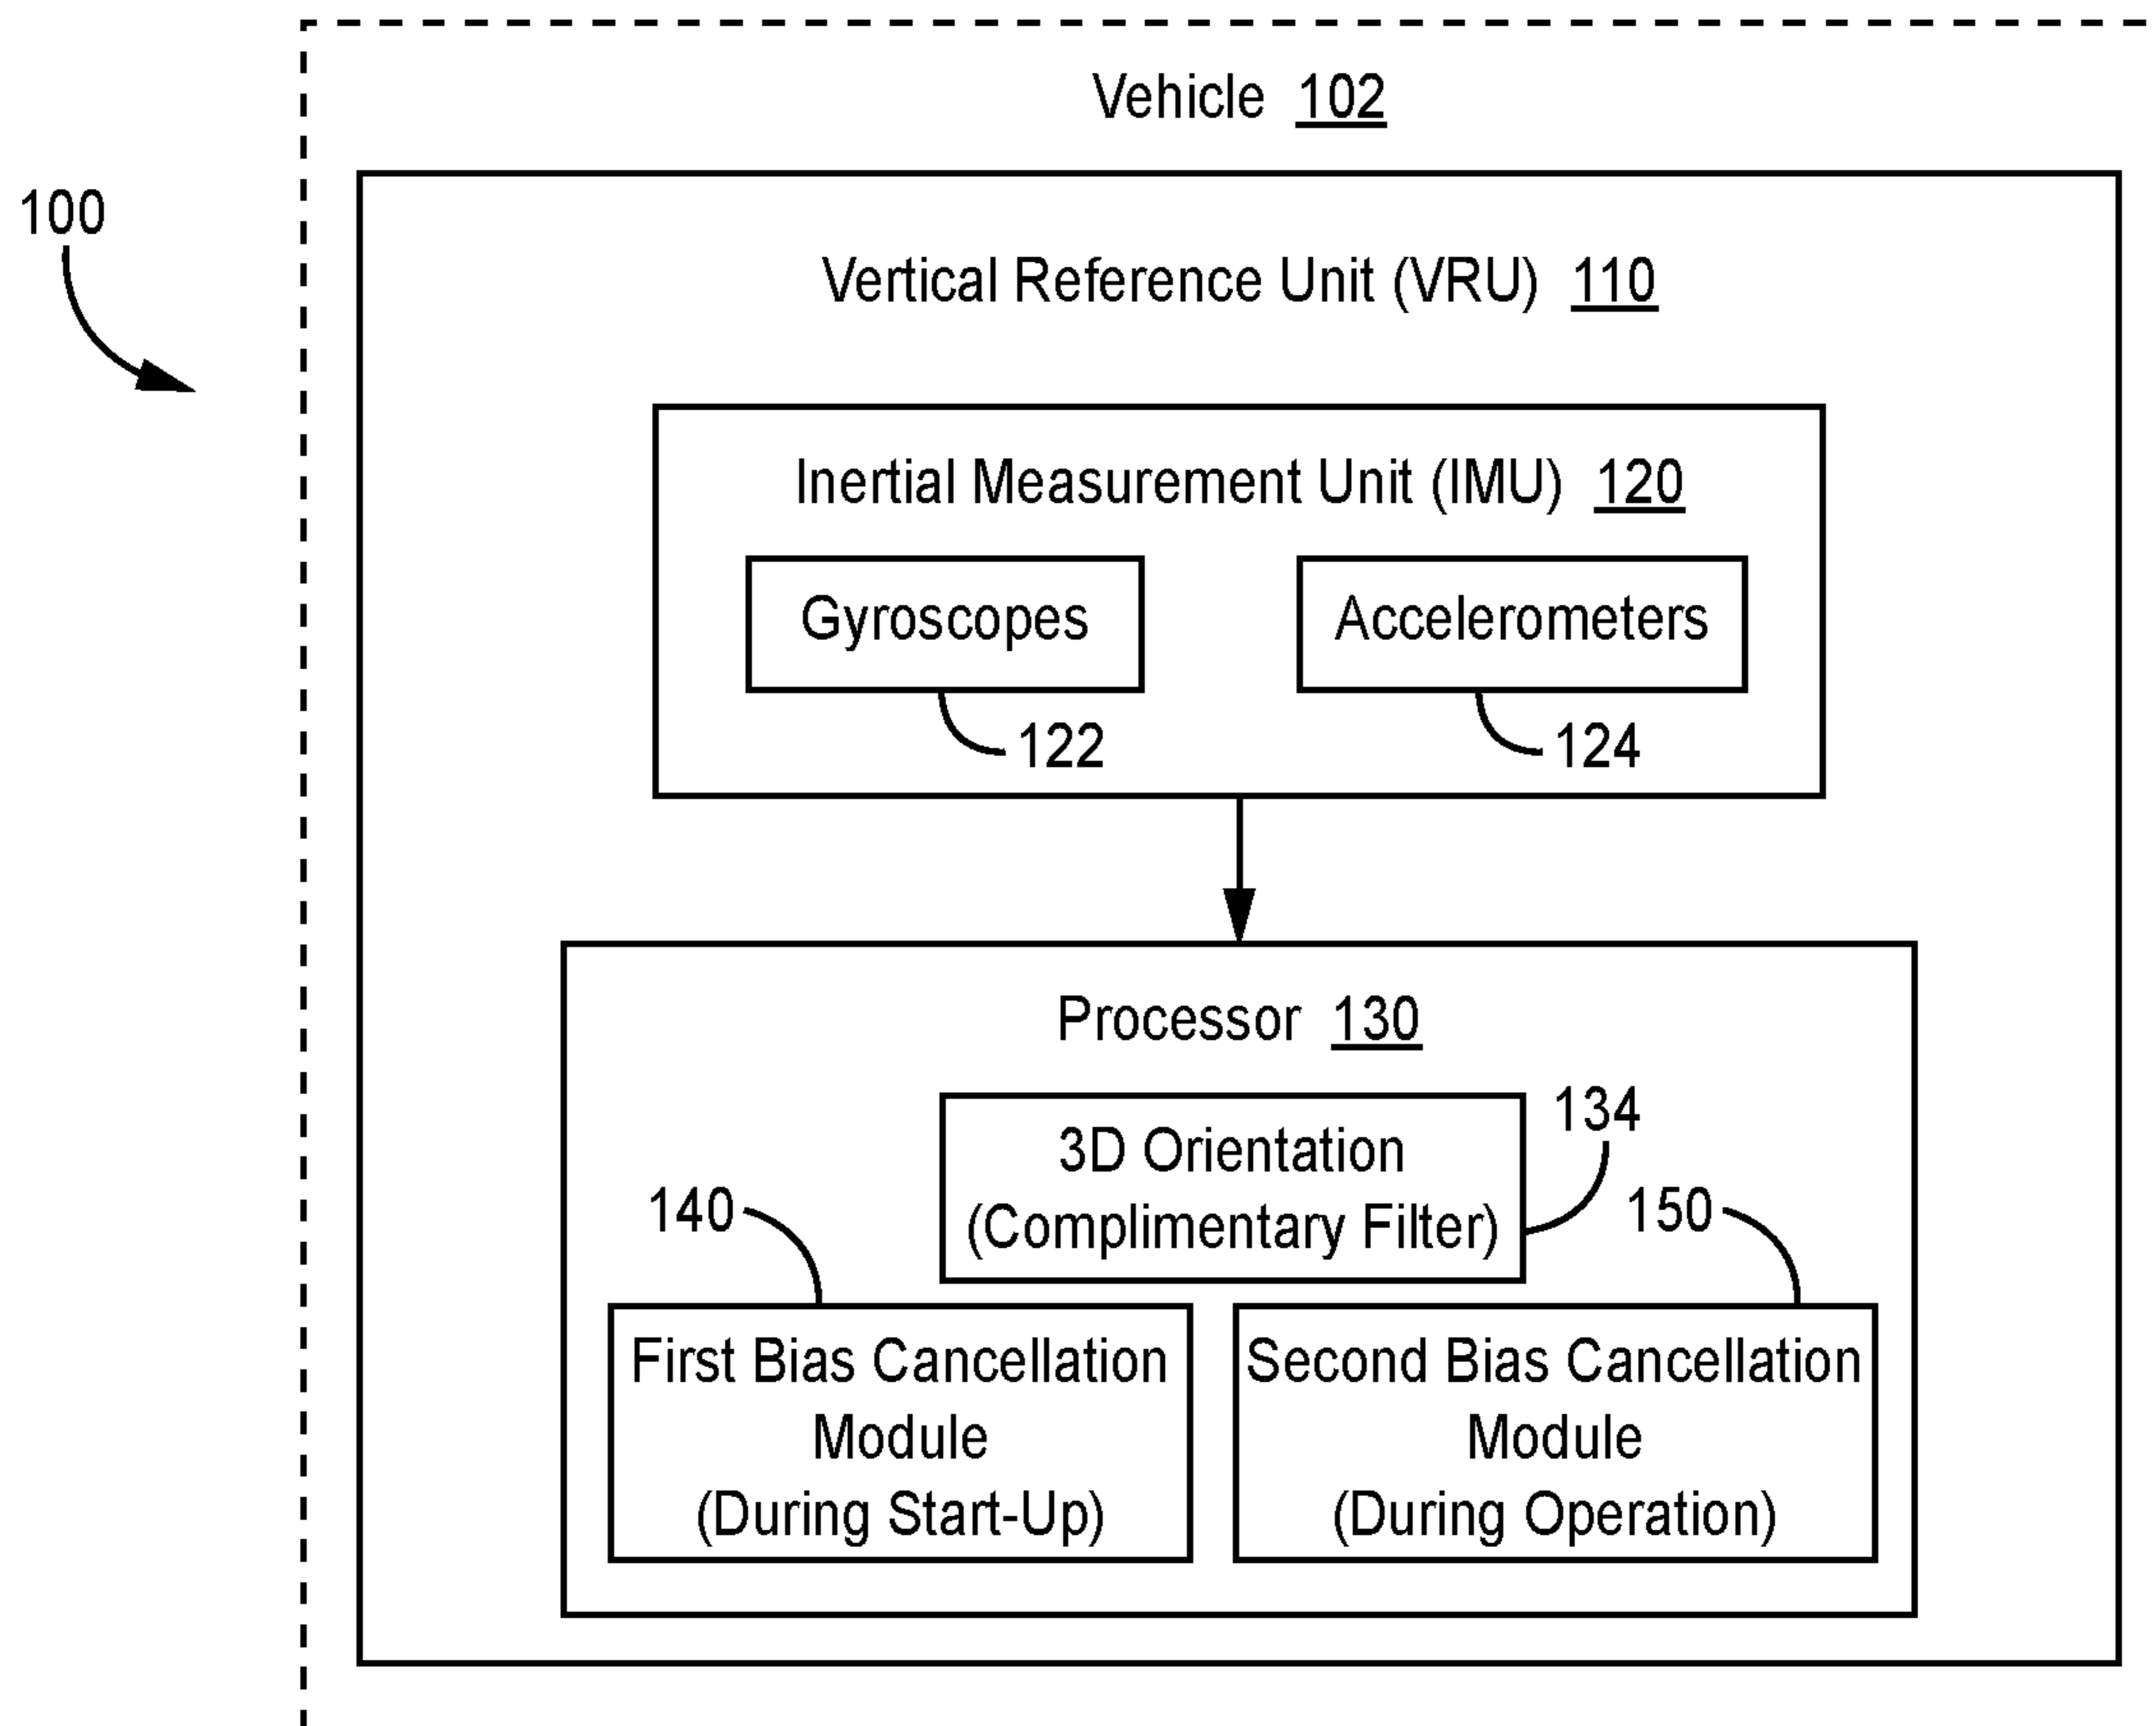 Vehicle 102
100
Vertical Reference Unit (VRU) 110
Inertial Measurement Unit (IMU) 120
Gyroscopes
Accelerometers
122
124
Processor 130
134
3D Orientation
(Complimentary Filter)
140
150
First Bias Cancellation
Module
(During Start-Up)
Second Bias Cancellation
Module
(During Operation)